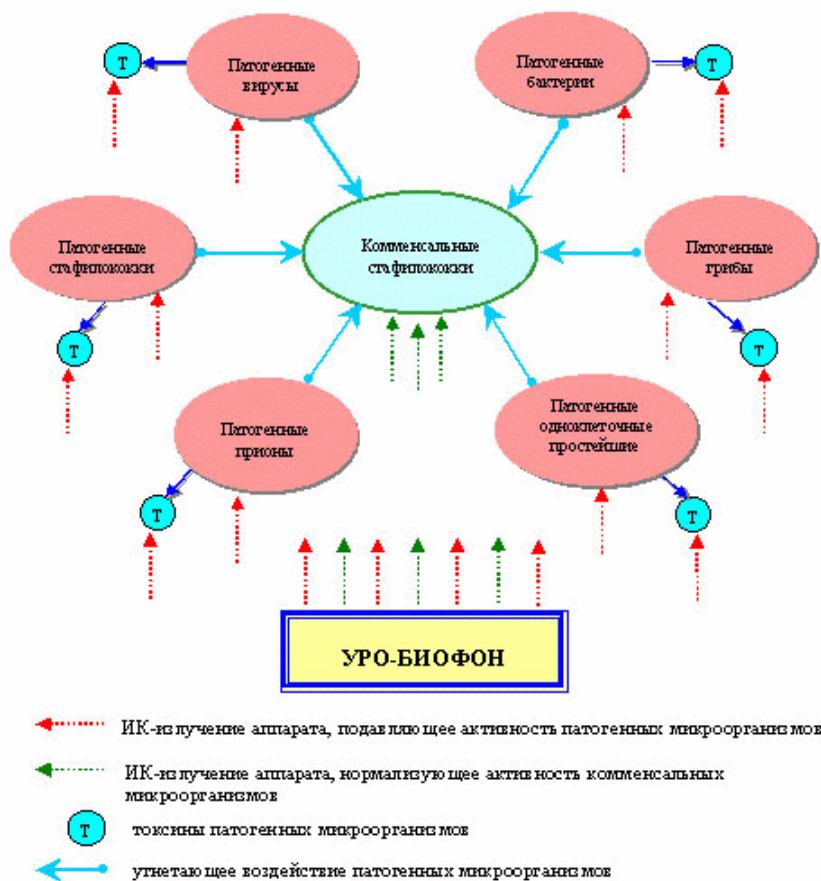 Патогенные
вирусы
Т
Патогенные
бактерии
Т
Патогенные
стафилококки
Т
Комменсальные
стафилококки
Патогенные
грибы
Т
Патогенные
прионы
Т
Патогенные
одноклеточные
простейшие
Т
УРО-БИОФОН
ИК-излучение аппарата, подавляющее активность патогенных микроорганизмов
ИК-излучение аппарата, нормализующее активность комменсальных
микроорганизмов
Т
токсины патогенных микроорганизмов
угнетающее воздействие патогенных микроорганизмов